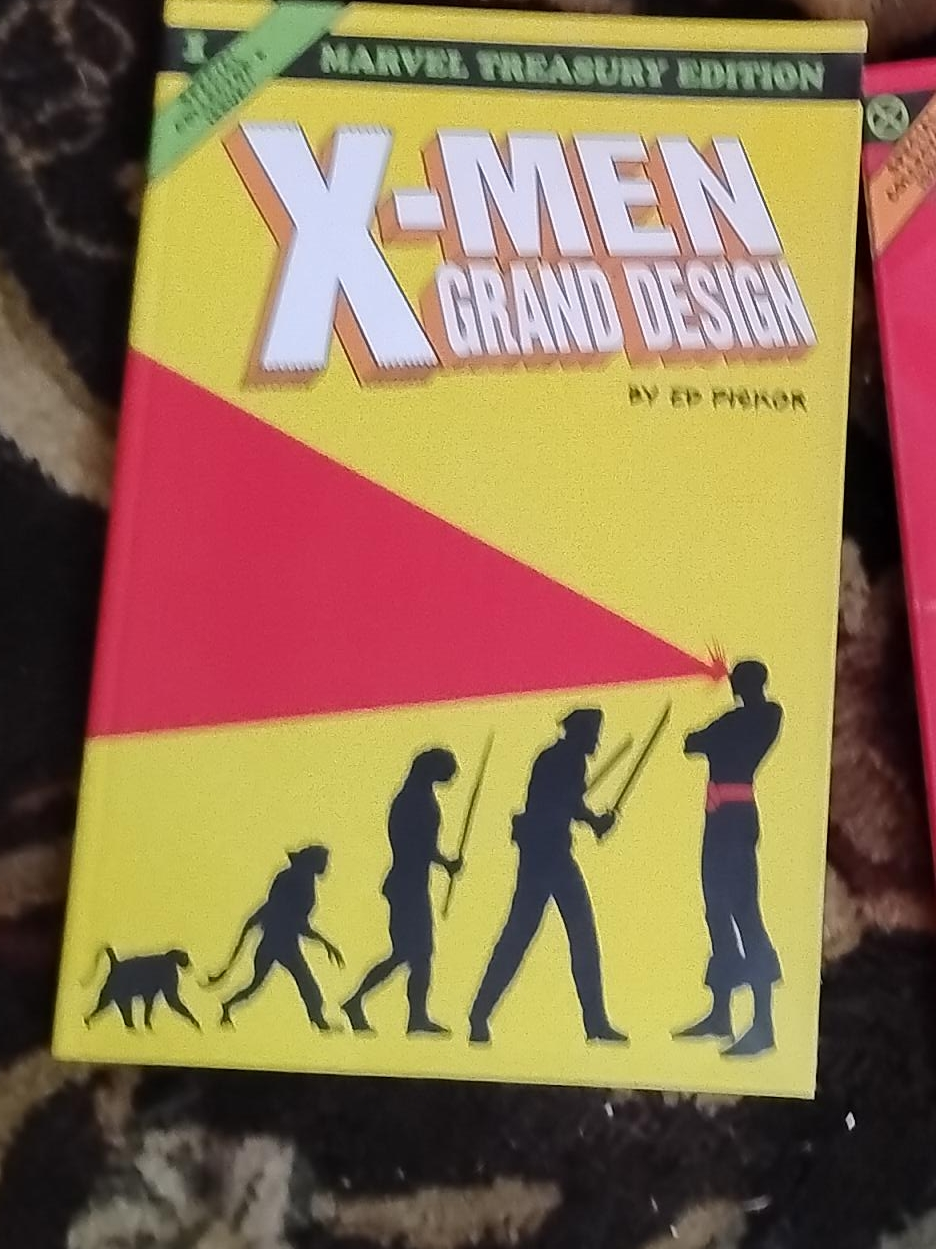 1
MARVEL TREASURY EDITION
X-MEN
GRAND DESIGN
BY ED PISKOR